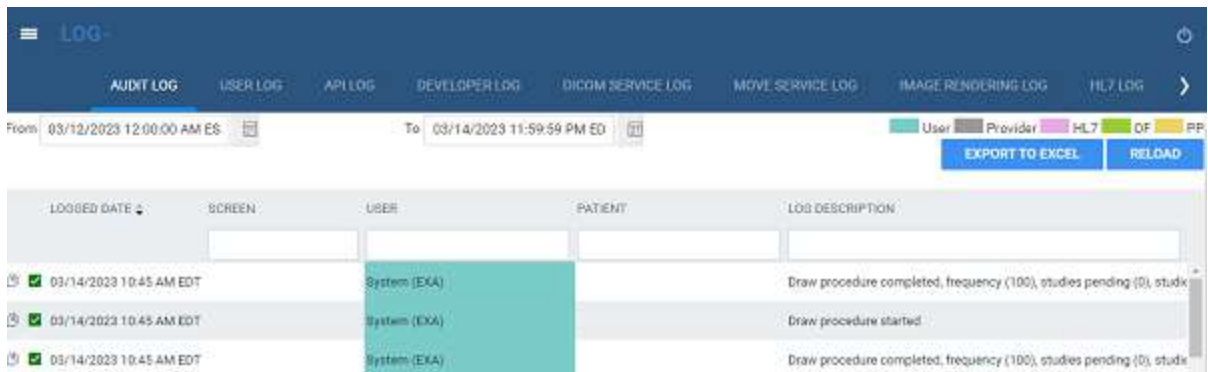 LOG
AUDIT LOG USER LOG API LOG DEVELOPER LOG DICOM SERVICE LOG MOVE SERVICE LOG IMAGE RENDERING LOG HL7 LOG
From 03/12/2023 12:00:00 AM ES To 03/14/2023 11:59:59 PM ED User Provider HL7 OF PP
EXPORT TO EXCEL RELOAD
LOGGED DATE SCREEN USER PATIENT LOG DESCRIPTION
03/14/2023 10:45 AM EDT System (EXA) Draw procedure completed, frequency (100), studies pending (0), studie
03/14/2023 10:45 AM EDT System (EXA) Draw procedure started
03/14/2023 10:45 AM EDT System (EXA) Draw procedure completed, frequency (100), studies pending (0), studie